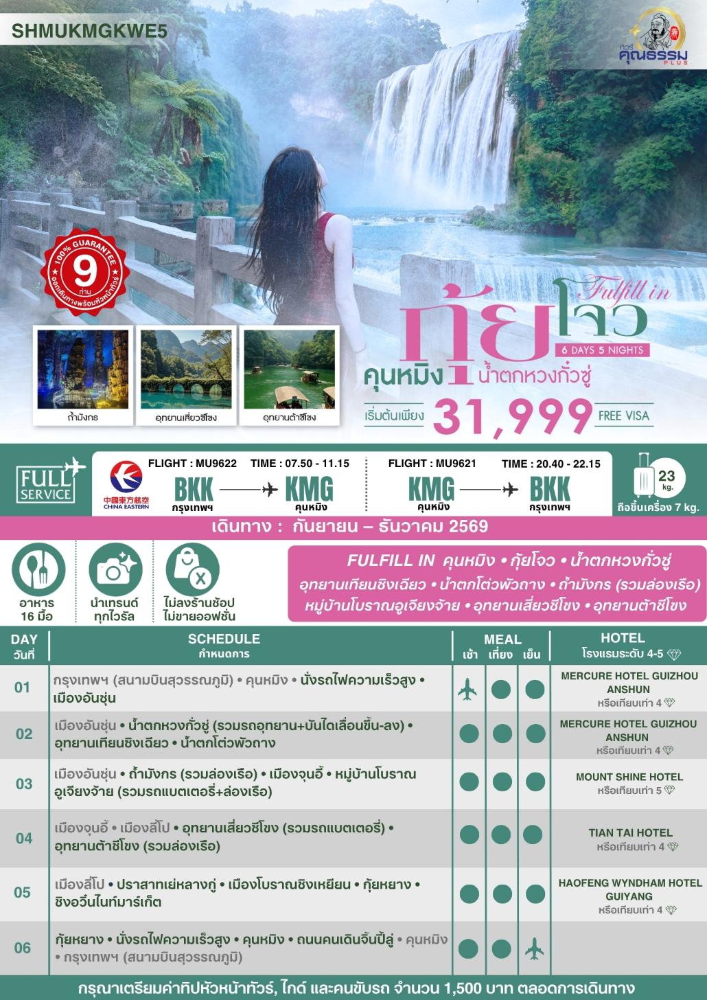 SHMUKMGKWE5
ทัวร์
คุณธรรม
PLUS
100% GUARANTEE
9
ท่าน
ออกเดินทางพร้อมหัวหน้าทัวร์
Fulfill in
กุ้ยโจว
6 DAYS 5 NIGHTS
คุนหมิง น้ำตกหวงกั๋วซู่
เริ่มต้นเพียง 31,999 FREE VISA
ถ้ำมังกร
อุทยานเสี่ยวชีโขง
อุทยานต้าชีโขง
FULL
SERVICE
中國東方航空
CHINA EASTERN
FLIGHT : MU9622 TIME : 07.50 - 11.15
BKK KMG
กรุงเทพฯ คุนหมิง
FLIGHT : MU9621 TIME : 20.40 - 22.15
KMG BKK
คุนหมิง กรุงเทพฯ
23
kg.
ถือขึ้นเครื่อง 7 kg.
เดินทาง : กันยายน – ธันวาคม 2569
อาหาร
16 มื้อ
นำเทรนด์
ทุกไวรัล
X
ไม่ลงร้านช้อป
ไม่ขายออฟชั่น
FULFILL IN คุนหมิง • กุ้ยโจว • น้ำตกหวงกั่วซู่
อุทยานเทียนชิงเฉียว • น้ำตกโต่วพัวถาง • ถ้ำมังกร (รวมล่องเรือ)
หมู่บ้านโบราณอูเจียงจ้าย • อุทยานเสี่ยวชีโขง • อุทยานต้าชีโขง
DAY
วันที่
SCHEDULE
กำหนดการ
MEAL
เช้า เที่ยง เย็น
HOTEL
โรงแรมระดับ 4-5
01
กรุงเทพฯ (สนามบินสุวรรณภูมิ) • คุนหมิง • นั่งรถไฟความเร็วสูง •
เมืองอันชุ่น
MERCURE HOTEL GUIZHOU
ANSHUN
หรือเทียบเท่า 4
02
เมืองอันชุ่น • น้ำตกหวงกั่วซู่ (รวมรถอุทยาน+บันไดเลื่อนขึ้น-ลง) •
อุทยานเทียนชิงเฉียว • น้ำตกโต่วพัวถาง
MERCURE HOTEL GUIZHOU
ANSHUN
หรือเทียบเท่า 4
03
เมืองอันชุ่น • ถ้ำมังกร (รวมล่องเรือ) • เมืองจุนอี้ • หมู่บ้านโบราณ
อูเจียงจ้าย (รวมรถแบตเตอรี่+ล่องเรือ)
MOUNT SHINE HOTEL
หรือเทียบเท่า 5
04
เมืองจุนอี้ • เมืองลี่โป • อุทยานเสี่ยวชีโขง (รวมรถแบตเตอรี่) •
อุทยานต้าชีโขง (รวมล่องเรือ)
TIAN TAI HOTEL
หรือเทียบเท่า 4
05
เมืองลี่โป • ปราสาทเย่หลางกู่ • เมืองโบราณชิงเหยียน • กุ้ยหยาง •
ชิงอวิ๋นไนท์มาร์เก็ต
HAOFENG WYNDHAM HOTEL
GUIYANG
หรือเทียบเท่า 4
06
กุ้ยหยาง • นั่งรถไฟความเร็วสูง • คุนหมิง • ถนนคนเดินจิ้นปี้ลู่ • คุนหมิง
• กรุงเทพฯ (สนามบินสุวรรณภูมิ)
กรุณาเตรียมค่าทิปหัวหน้าทัวร์, ไกด์ และคนขับรถ จำนวน 1,500 บาท ตลอดการเดินทาง